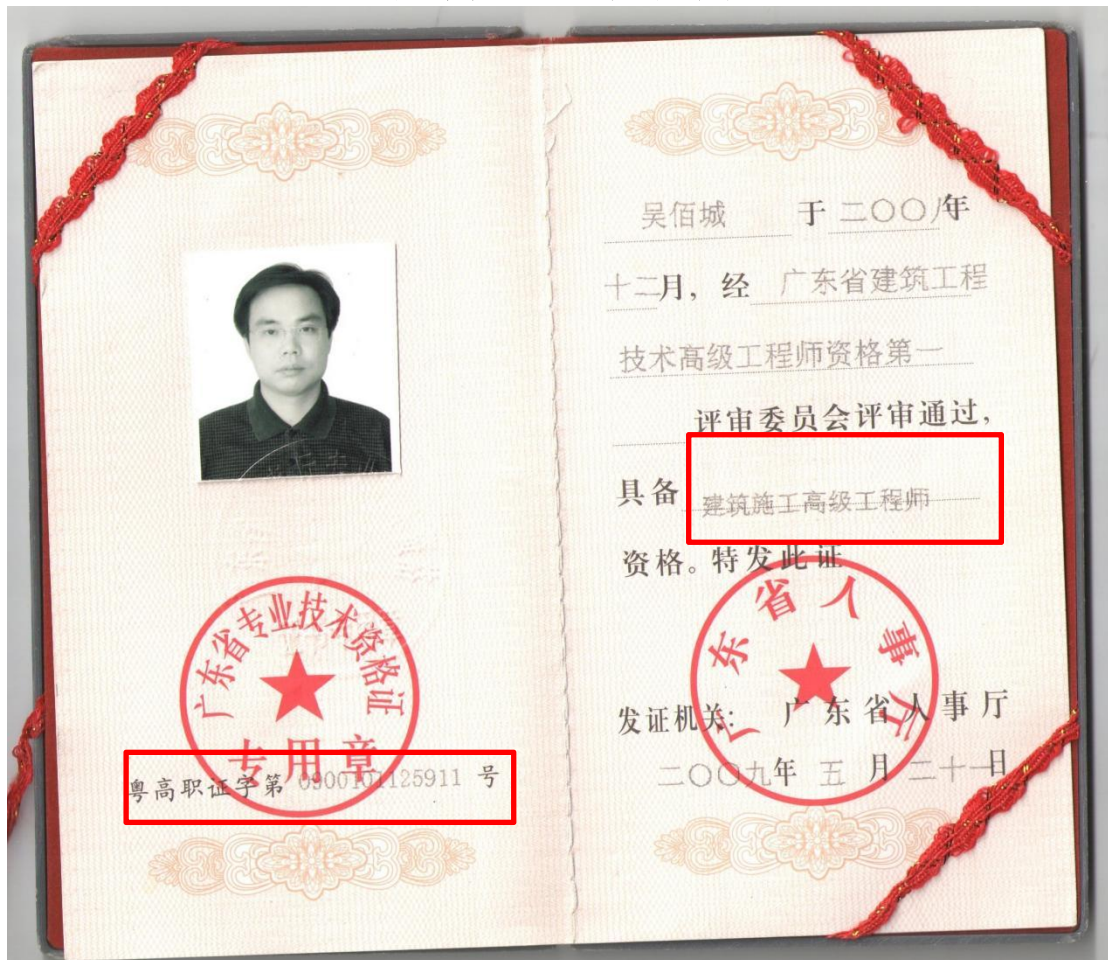 广东省专业技术资格证
专用章
粤高职证字第 0900101125911 号
吴佰城 于 二〇〇八年
十二月，经 广东省建筑工程
技术高级工程师资格第一
评审委员会评审通过，
具备 建筑施工高级工程师
资格。特发此证
广东省人事厅
发证机关： 广东省人事厅
二〇〇九年 五 月 二十一日